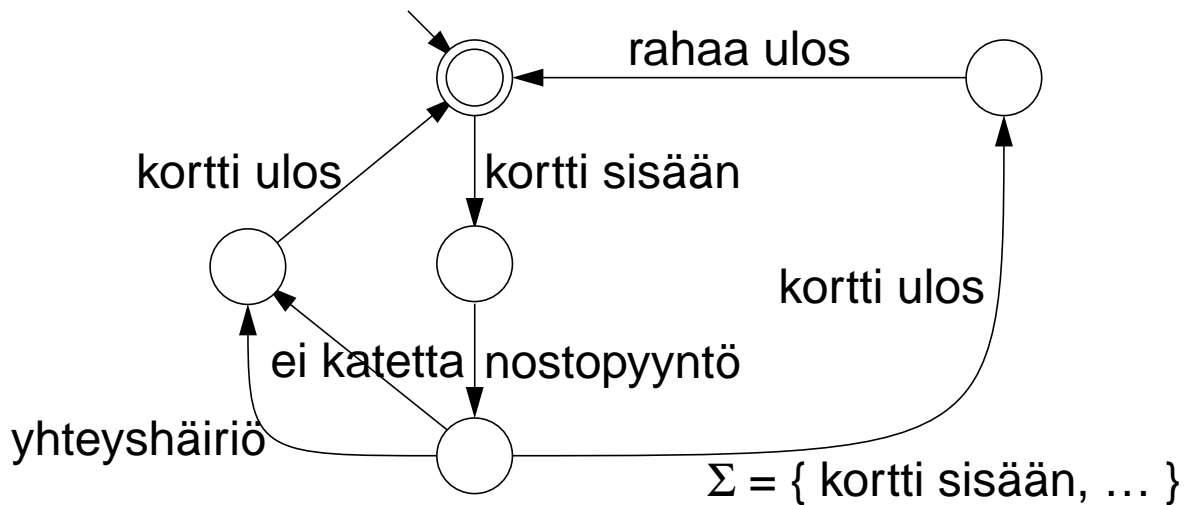 rahaa ulos
kortti ulos
kortti sisään
kortti ulos
ei katetta
nostopyyntö
yhteyshäiriö
Σ = { kortti sisään, … }